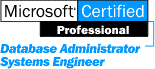 Microsoft Certified
Professional
Database Administrator
Systems Engineer